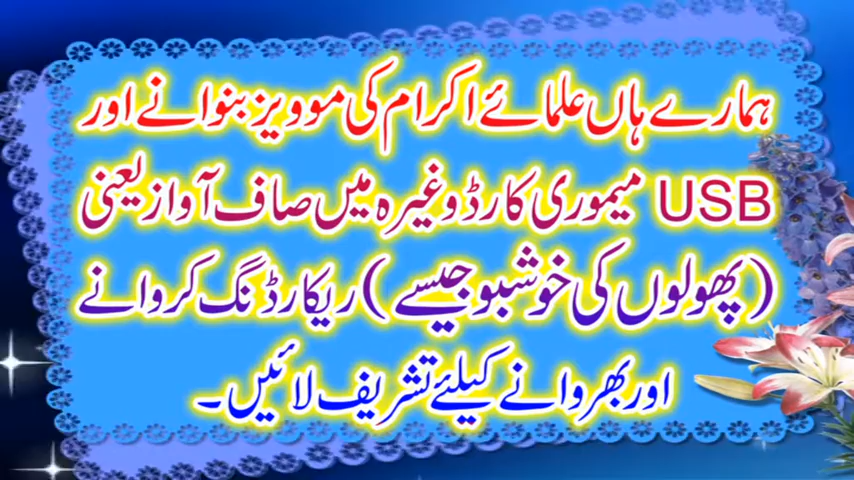 ہمارے ہاں علمائے اکرام کی موویز بنوانے اور
USB میموری کارڈ وغیرہ میں صاف آواز یعنی
(پھولوں کی خوشبو جیسے) ریکارڈنگ کروانے
اور بھروانے کیلئے تشریف لائیں۔